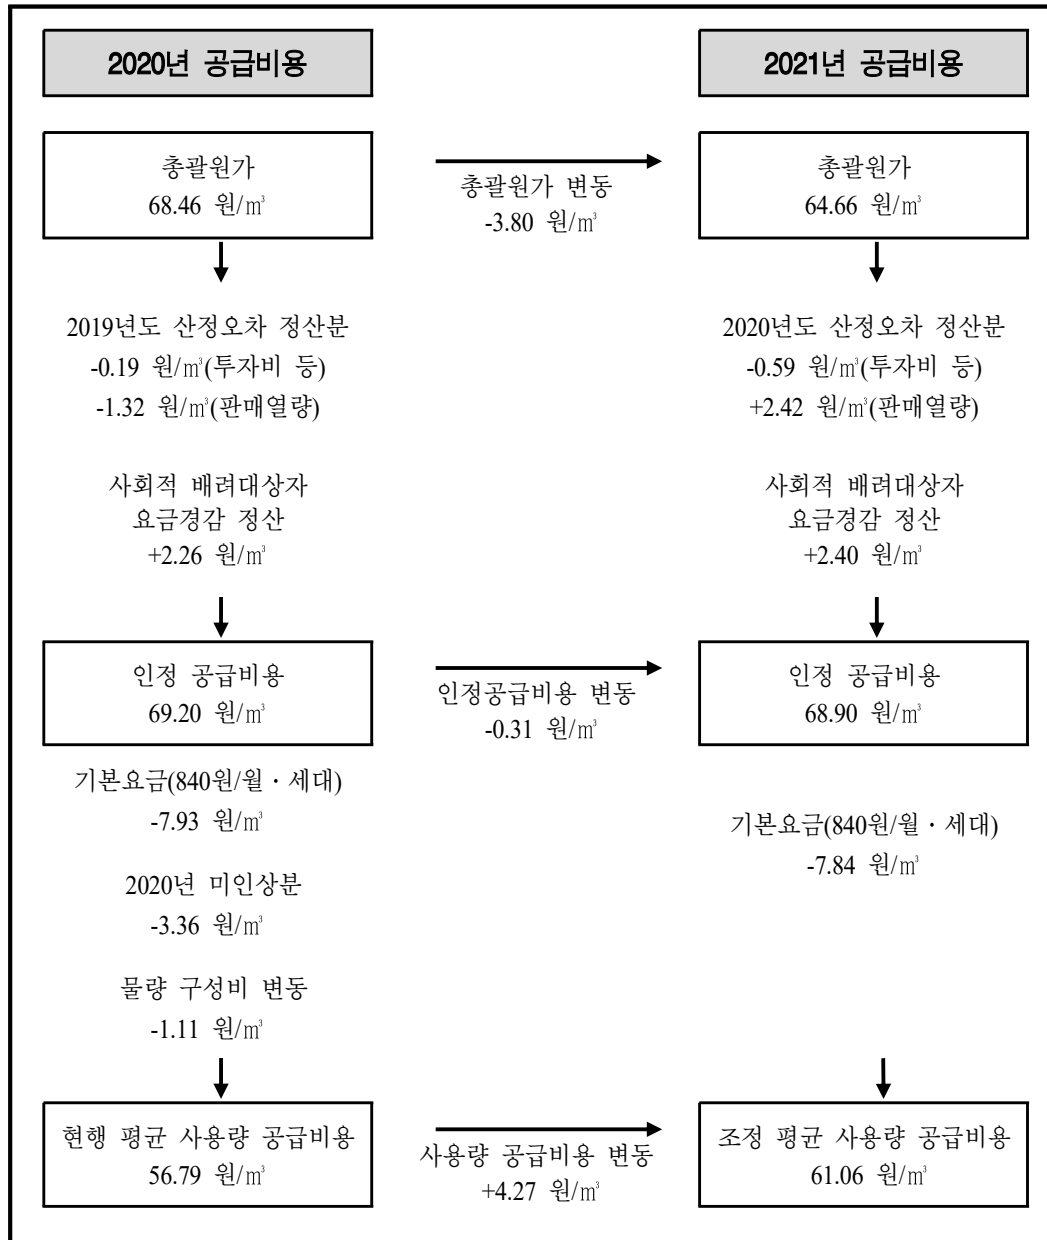 2020년 공급비용
총괄원가
68.46 원/㎥
2019년도 산정오차 정산분
-0.19 원/㎥(투자비 등)
-1.32 원/㎥(판매열량)
사회적 배려대상자
요금경감 정산
+2.26 원/㎥
인정 공급비용
69.20 원/㎥
기본요금(840원/월·세대)
-7.93 원/㎥
2020년 미인상분
-3.36 원/㎥
물량 구성비 변동
-1.11 원/㎥
현행 평균 사용량 공급비용
56.79 원/㎥
총괄원가 변동
-3.80 원/㎥
인정공급비용 변동
-0.31 원/㎥
사용량 공급비용 변동
+4.27 원/㎥
2021년 공급비용
총괄원가
64.66 원/㎥
2020년도 산정오차 정산분
-0.59 원/㎥(투자비 등)
+2.42 원/㎥(판매열량)
사회적 배려대상자
요금경감 정산
+2.40 원/㎥
인정 공급비용
68.90 원/㎥
기본요금(840원/월·세대)
-7.84 원/㎥
조정 평균 사용량 공급비용
61.06 원/㎥